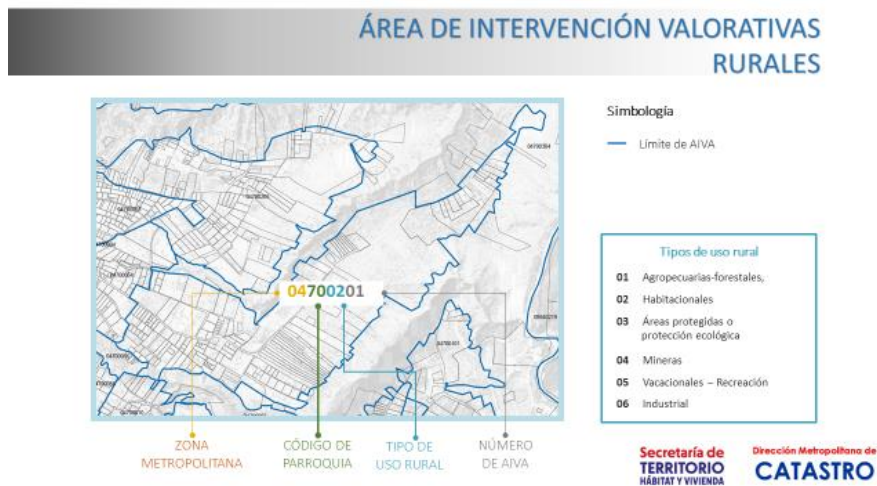 ÁREA DE INTERVENCIÓN VALORATIVAS
RURALES
Simbología
Límite de AIVA
04700201
ZONA
METROPOLITANA
CÓDIGO DE
PARROQUIA
TIPO DE
USO RURAL
NÚMERO
DE AIVA
Tipos de uso rural
01 Agropecuarias-forestales,
02 Habitacionales
03 Áreas protegidas o
protección ecológica
04 Mineras
05 Vacacionales – Recreación
06 Industrial
Secretaría de
TERRITORIO
HÁBITAT Y VIVIENDA
Dirección Metropolitana de
CATASTRO